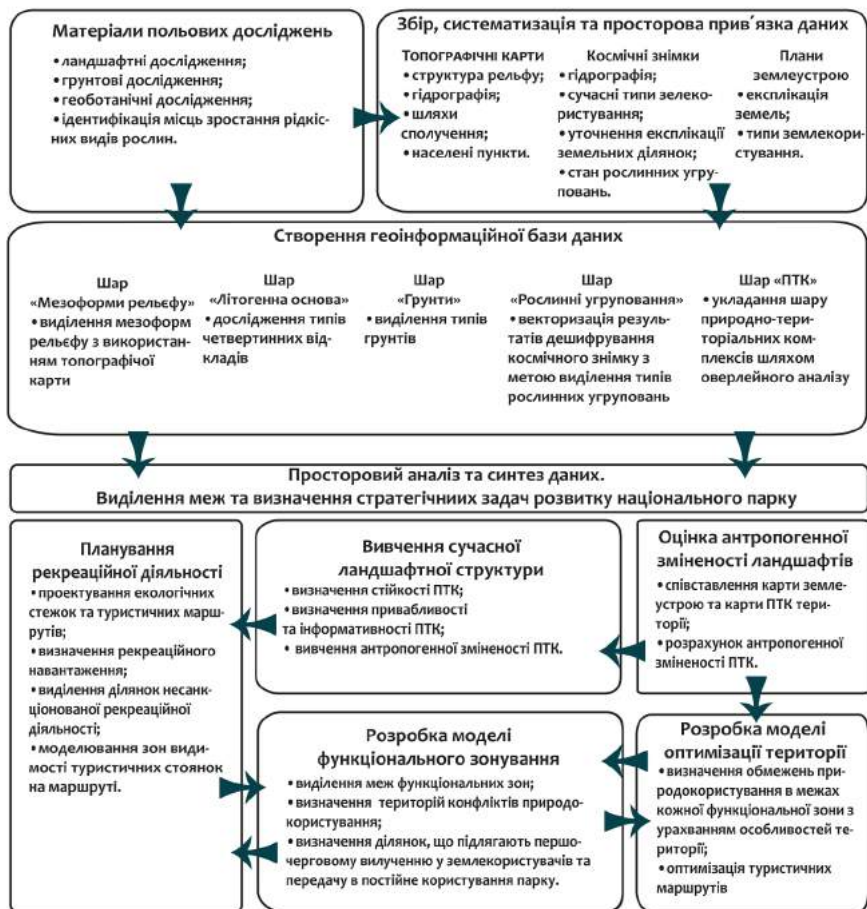 Матеріали польових досліджень
• ландшафтні дослідження;
• грунтові дослідження;
• геоботанічні дослідження;
• ідентифікація місць зростання рідкіс-
них видів рослин.
Збір, систематизація та просторова прив´язка даних
ТОПОГРАФІЧНІ КАРТИ
• структура рельфу;
• гідрографія;
• шляхи
сполучення;
• населені пункти.
Космічні знімки
• гідрографія;
• сучасні типи зелеко-
ристування;
• уточнення експлікації
земельних ділянок;
• стан рослинних угру-
повань.
Плани
землеустрою
• експлікація
земель;
• типи землекори-
стування.
Створення геоінформаційної бази даних
Шар
«Мезоформи рельєфу»
• виділення мезоформ
рельєфу з використан-
ням топографічої
карти
Шар
«Літогенна основа»
• дослідження типів
четвертинних від-
кладів
Шар
«Грунти»
• виділення типів
грунтів
Шар
«Рослинні угруповання»
• векторизація резуль-
татів дешифрування
космічного знімку з
метою виділення типів
рослинних угруповань
Шар «ПТК»
• укладання шару
природно-тери-
торіальних ком-
плексів шляхом
оверлейного аналізу
Просторовий аналіз та синтез даних.
Виділення меж та визначення стратегічниих задач розвитку національного парку
Планування
рекреаційної діяльності
• проектування екологічних
стежок та туристичних марш-
рутів;
• визначення рекреаційного
навантаження;
• виділення ділянок несанк-
ціонованої рекреаційної
діяльності;
• моделювання зон види-
мості туристичних стоянок
на маршруті.
Вивчення сучасної
ландшафтної структури
• визначення стійкості ПТК;
• визначення привабливості
та інформативності ПТК;
• вивчення антропогенної зміненості ПТК.
Оцінка антропогенної
зміненості ландшафтів
• співставлення карти земле-
устрою та карти ПТК тери-
торії;
• розрахунок антропогенної
зміненості ПТК.
Розробка моделі
функціонального зонування
• виділення меж функціональних зон;
• визначення територій конфліктів природо-
користування;
• визначення ділянок, що підлягають першо-
черговому вилученню у землекористувачів та
передачу в постійне користування парку.
Розробка моделі
оптимізації території
• визначення обмежень при-
родокористування в межах
кожної функціональної зони з
урахванням особливостей те-
риторії;
• оптимізація туристичних
маршрутів